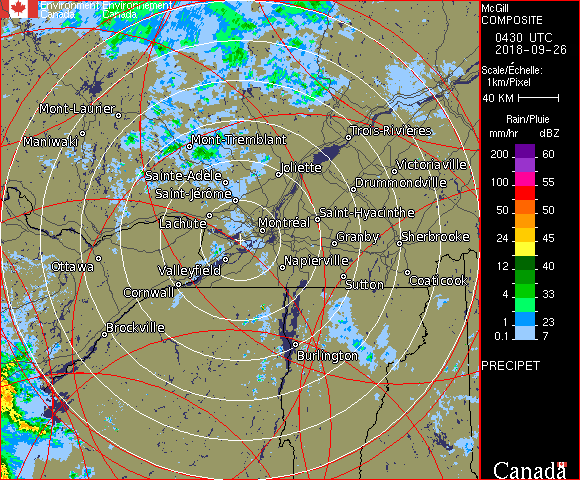 Environment Environnement
Canada Canada
McGill
COMPOSITE
0430 UTC
2018-09-26
Scale/Échelle:
1km/Pixel
40 KM
Rain/Pluie
mm/hr dBZ
200 60
100 55
50 50
24 45
12 40
4 33
1 23
0.1 7
PRECIPET
Canada
Mont-Laurier
Maniwaki
Mont-Tremblant
Trois-Rivières
Sainte-Adèle
Joliette
Victoriaville
Saint-Jérôme
Drummondville
Lachute
Montréal
Saint-Hyacinthe
Granby
Sherbrooke
Ottawa
Valleyfield
Napierville
Cornwall
Sutton
Coaticook
Brockville
Burlington